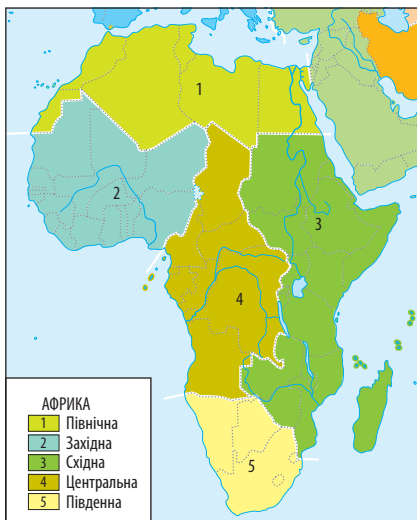 1
2
3
4
5
АФРИКА
1 Північна
2 Західна
3 Східна
4 Центральна
5 Південна